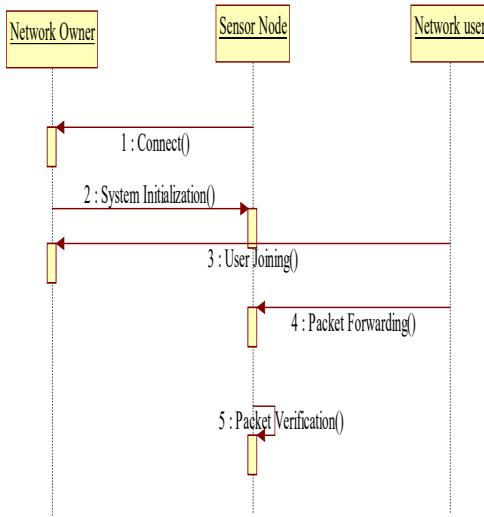 Network Owner
Sensor Node
Network user
1 : Connect()
2 : System Initialization()
3 : User Joining()
4 : Packet Forwarding()
5 : Packet Verification()